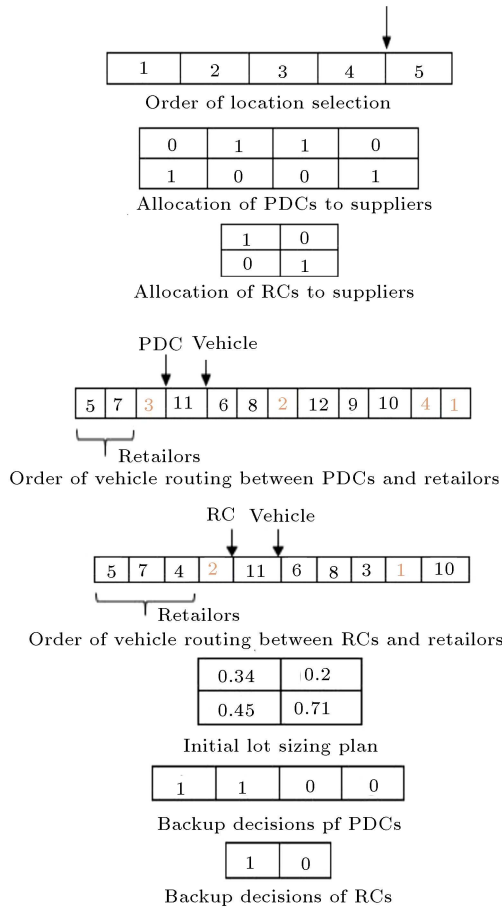 1 2 3 4 5
Order of location selection
0 1 1 0
1 0 0 1
Allocation of PDCs to suppliers
1 0
0 1
Allocation of RCs to suppliers
PDC Vehicle
5 7 3 11 6 8 2 12 9 10 4 1
Retailors
Order of vehicle routing between PDCs and retailors
RC Vehicle
5 7 4 2 11 6 8 3 1 10
Retailors
Order of vehicle routing between RCs and retailors
0.34 0.2
0.45 0.71
Initial lot sizing plan
1 1 0 0
Backup decisions pf PDCs
1 0
Backup decisions of RCs